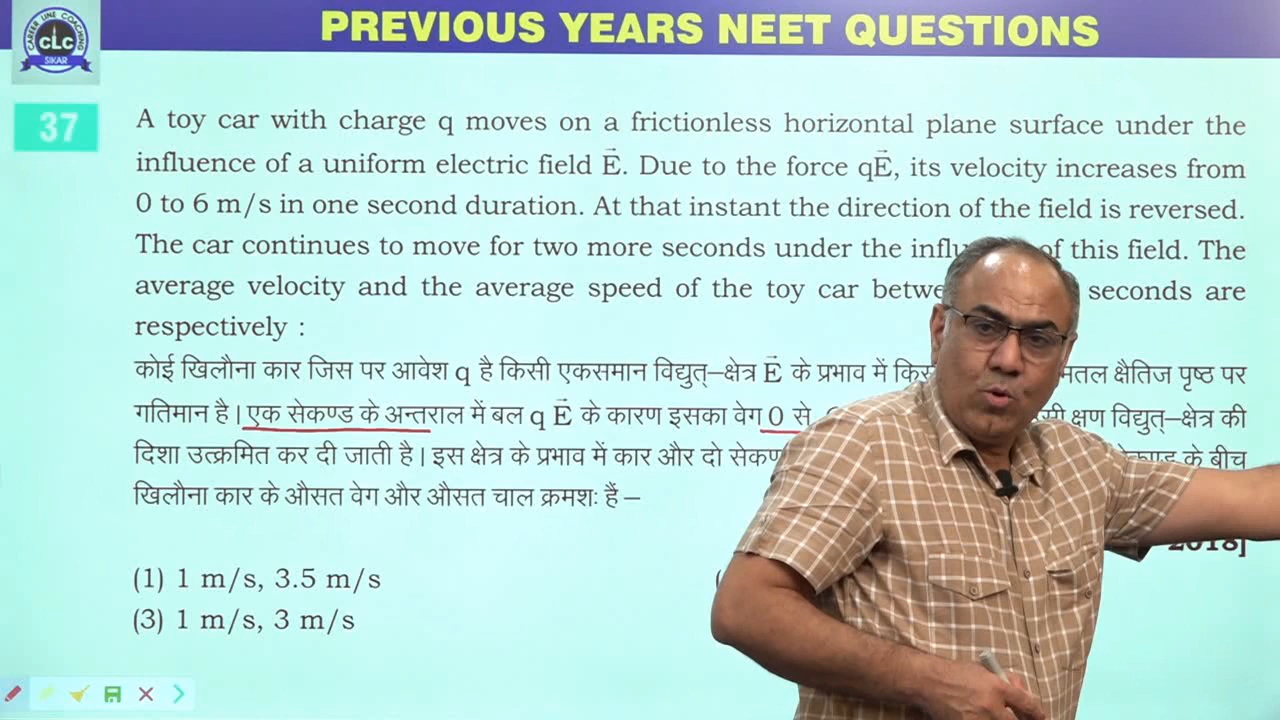 PREVIOUS YEARS NEET QUESTIONS
CAREER LINE COACHING
CLC
SIKAR
37
A toy car with charge q moves on a frictionless horizontal plane surface under the
influence of a uniform electric field E⃗. Due to the force qE⃗, its velocity increases from
0 to 6 m/s in one second duration. At that instant the direction of the field is reversed.
The car continues to move for two more seconds under the of this field. The
average velocity and the average speed of the toy car seconds are
respectively :
कोई खिलौना कार जिस पर आवेश q है किसी एकसमान विद्युत्–क्षेत्र E⃗ के प्रभाव में क्षैतिज पृष्ठ पर
गतिमान है। एक सेकण्ड के अन्तराल में बल q E⃗ के कारण इसका वेग 0 से क्षण विद्युत्–क्षेत्र की
दिशा उत्क्रमित कर दी जाती है। इस क्षेत्र के प्रभाव में कार और दो के बीच
खिलौना कार के औसत वेग और औसत चाल क्रमशः हैं –
2018]
(1) 1 m/s, 3.5 m/s
(3) 1 m/s, 3 m/s